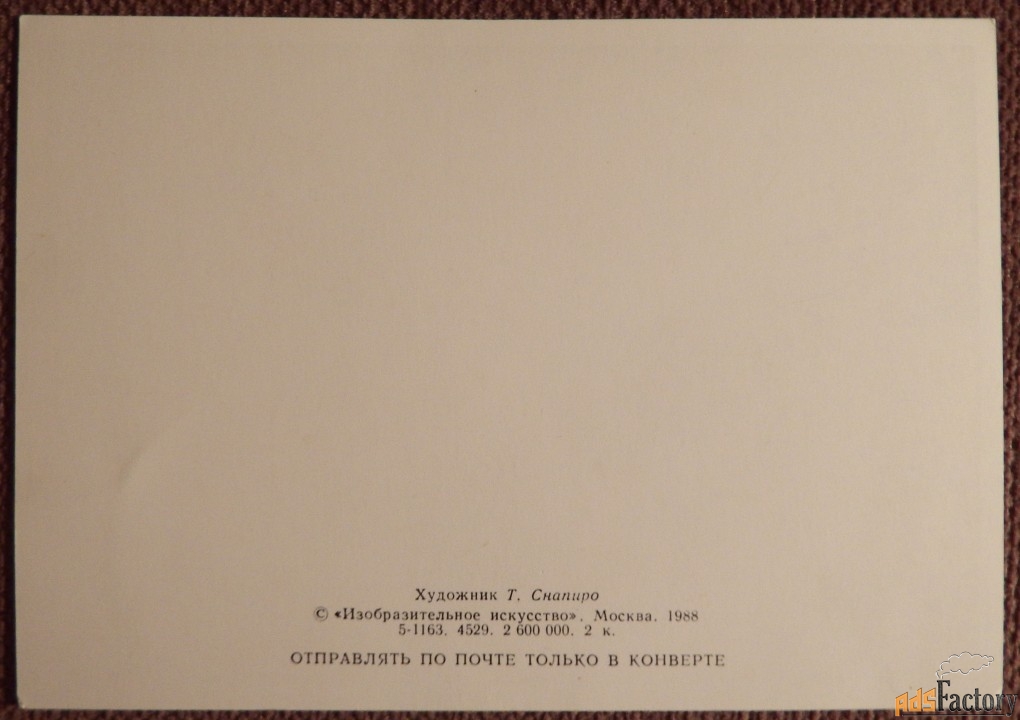 Художник Т. Снапиро
© «Изобразительное искусство». Москва. 1988
5-1163. 4529. 2 600 000. 2 к.
ОТПРАВЛЯТЬ ПО ПОЧТЕ ТОЛЬКО В КОНВЕРТЕ
AdsFactory